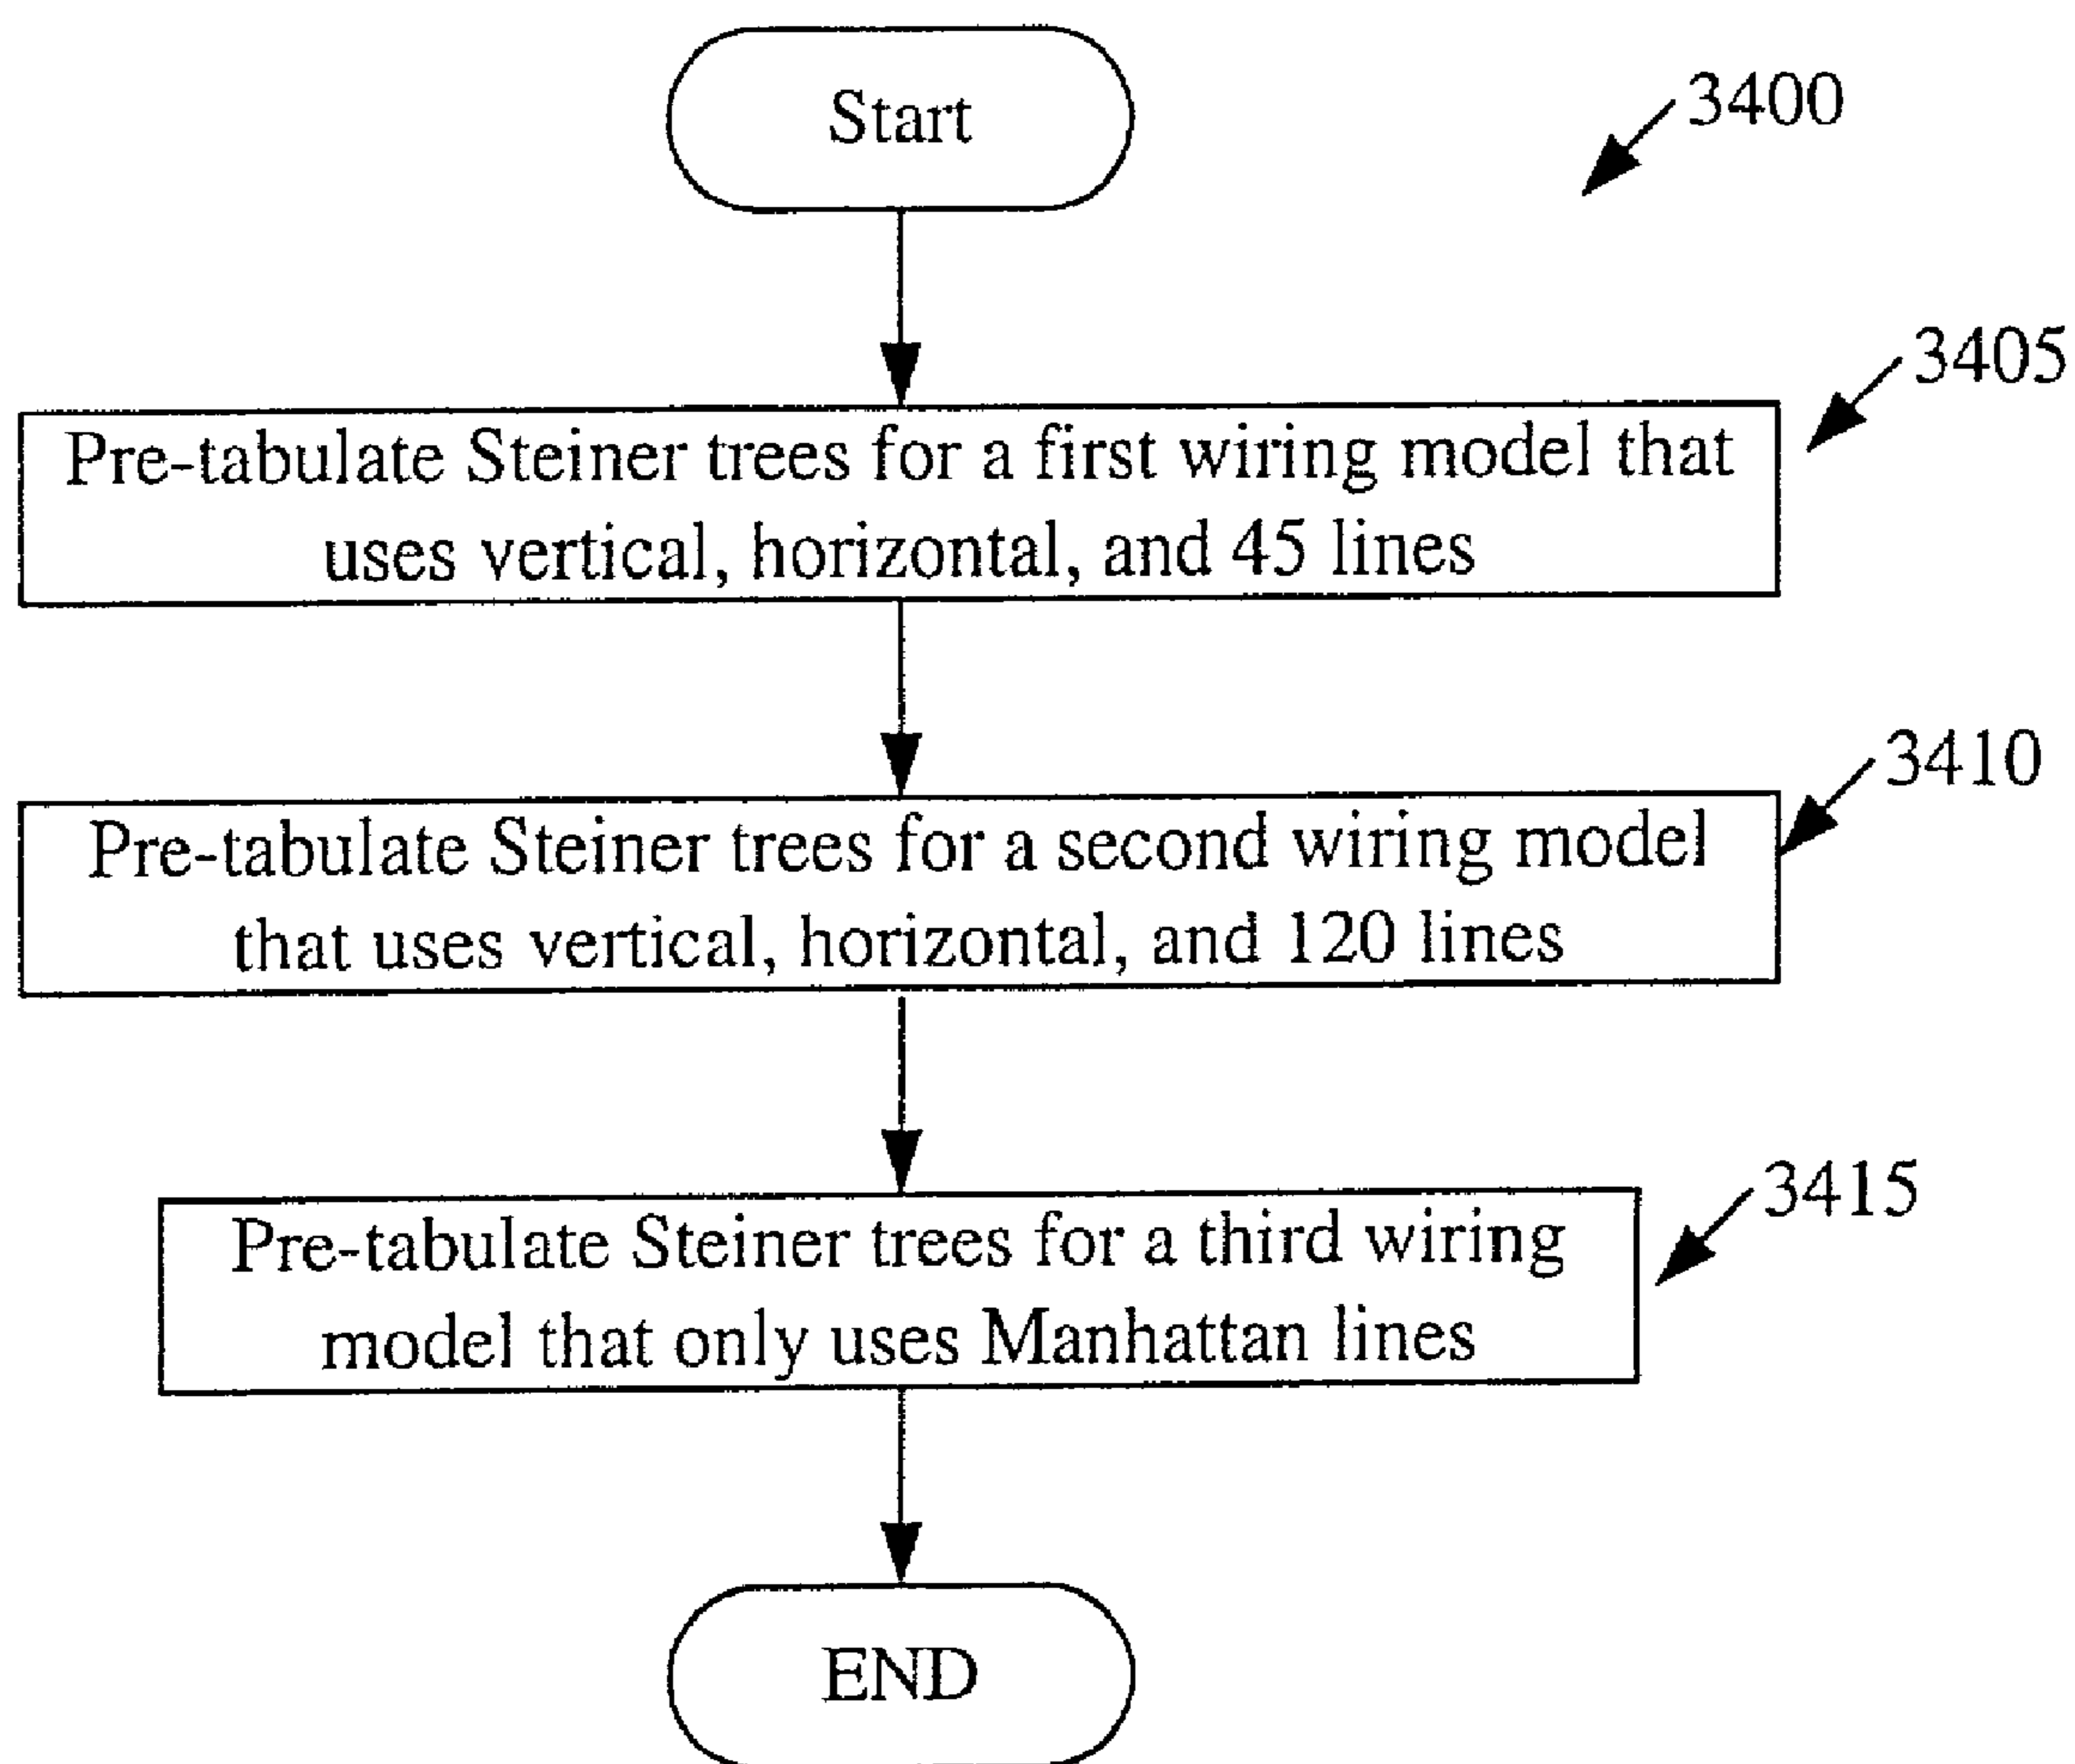 Start
3400
3405
Pre-tabulate Steiner trees for a first wiring model that
uses vertical, horizontal, and 45 lines
3410
Pre-tabulate Steiner trees for a second wiring model
that uses vertical, horizontal, and 120 lines
3415
Pre-tabulate Steiner trees for a third wiring
model that only uses Manhattan lines
END